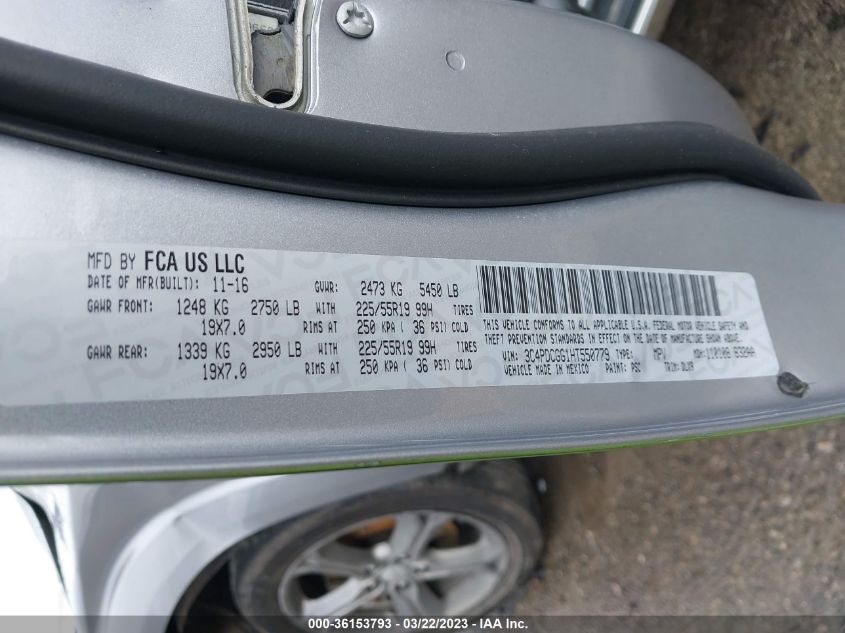 MFD BY FCA US LLC
DATE OF MFR(BUILT): 11-16 GVWR: 2473 KG 5450 LB
GAWR FRONT: 1248 KG 2750 LB WITH 225/55R19 99H TIRES
19X7.0 RIMS AT 250 KPA ( 36 PSI) COLD
GAWR REAR: 1339 KG 2950 LB WITH 225/55R19 99H TIRES
19X7.0 RIMS AT 250 KPA ( 36 PSI) COLD
THIS VEHICLE CONFORMS TO ALL APPLICABLE U.S.A. FEDERAL MOTOR VEHICLE SAFETY AND
THEFT PREVENTION STANDARDS IN EFFECT ON THE DATE OF MANUFACTURE SHOWN ABOVE.
VIN: 3C4PDCGG1HT550779 TYPE: MPV MDH:
VEHICLE MADE IN MEXICO PAINT: PSC TRIM:
000-36153793 - 03/22/2023 - IAA Inc.